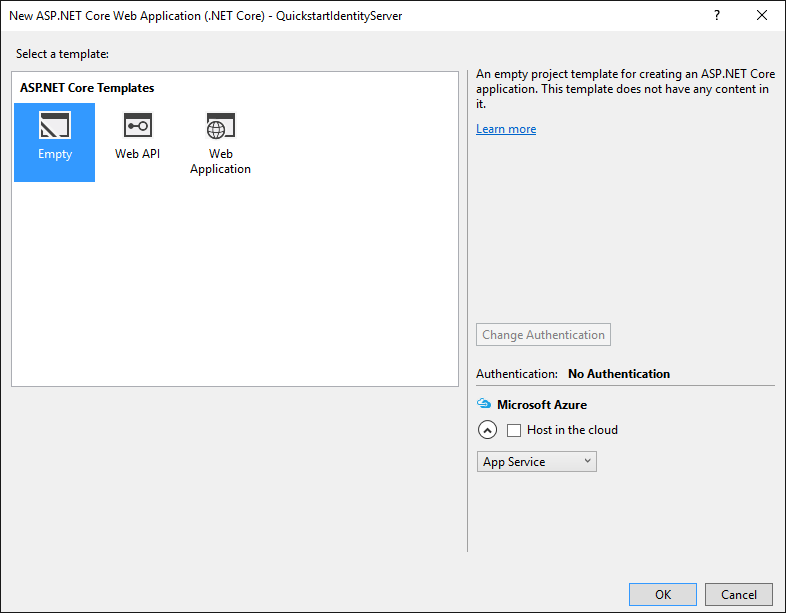 New ASP.NET Core Web Application (.NET Core) - QuickstartIdentityServer
?
Select a template:
ASP.NET Core Templates
Empty
Web API
Web
Application
An empty project template for creating an ASP.NET Core
application. This template does not have any content in
it.
Learn more
Change Authentication
Authentication: No Authentication
Microsoft Azure
Host in the cloud
App Service
OK
Cancel